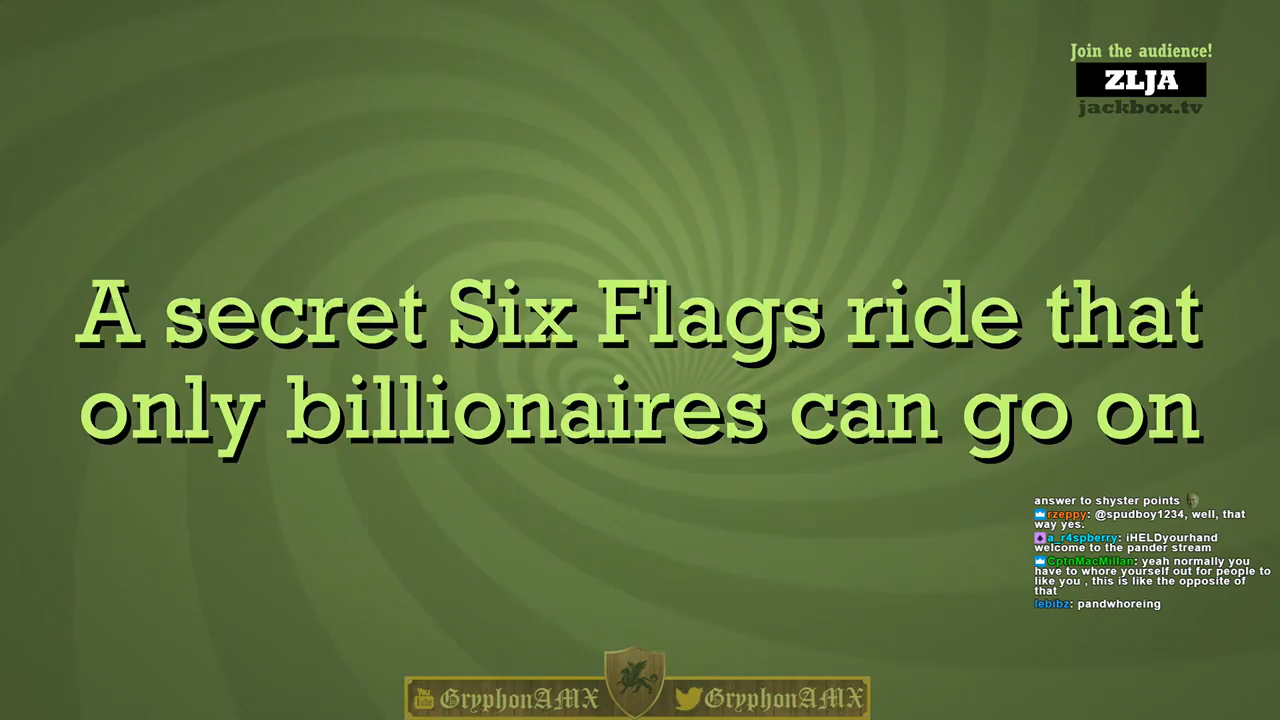 Join the audience!
ZLJA
jackbox.tv
A secret Six Flags ride that
only billionaires can go on
answer to shyster points
rzeppy: @spudboy1234, well, that
way yes.
a_r4spberry: iHELDyourhand
welcome to the pander stream
CptnMacMillan: yeah normally you
have to whore yourself out for people to
like you , this is like the opposite of
that
lebibz: pandwhoreing
You Tube GryphonAMX GryphonAMX